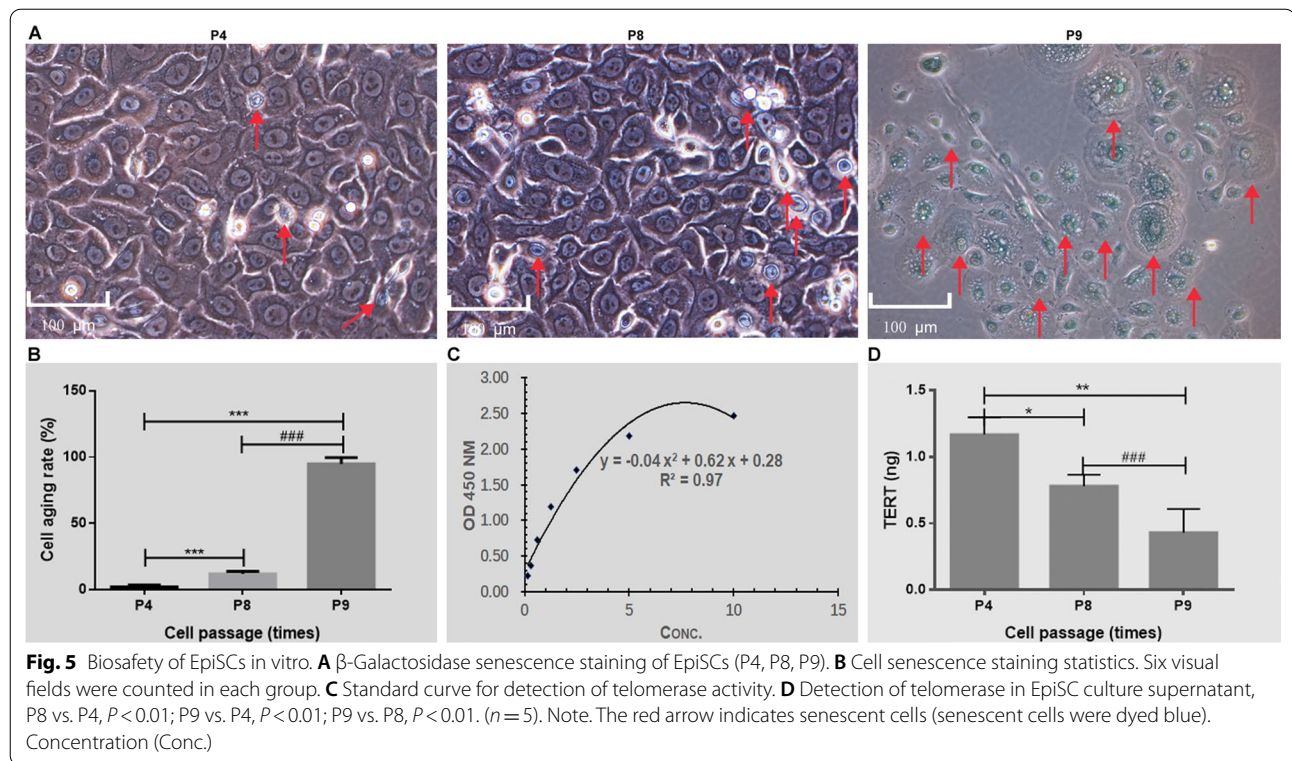 A
P4
P8
P9
100 μm
100 μm
100 μm
B
C
D
150
100
50
0
Cell aging rate (%)
***
###
***
P4
P8
P9
Cell passage (times)
3.00
2.50
2.00
1.50
1.00
0.50
0.00
OD 450 NM
y = -0.04 x² + 0.62 x + 0.28
R² = 0.97
0
5
10
15
CONC.
1.5
1.0
0.5
0.0
TERT (ng)
**
*
###
P4
P8
P9
Cell passage (times)
Fig. 5 Biosafety of EpiSCs in vitro. A β-Galactosidase senescence staining of EpiSCs (P4, P8, P9). B Cell senescence staining statistics. Six visual
fields were counted in each group. C Standard curve for detection of telomerase activity. D Detection of telomerase in EpiSC culture supernatant,
P8 vs. P4, P < 0.01; P9 vs. P4, P < 0.01; P9 vs. P8, P < 0.01. (n = 5). Note. The red arrow indicates senescent cells (senescent cells were dyed blue).
Concentration (Conc.)